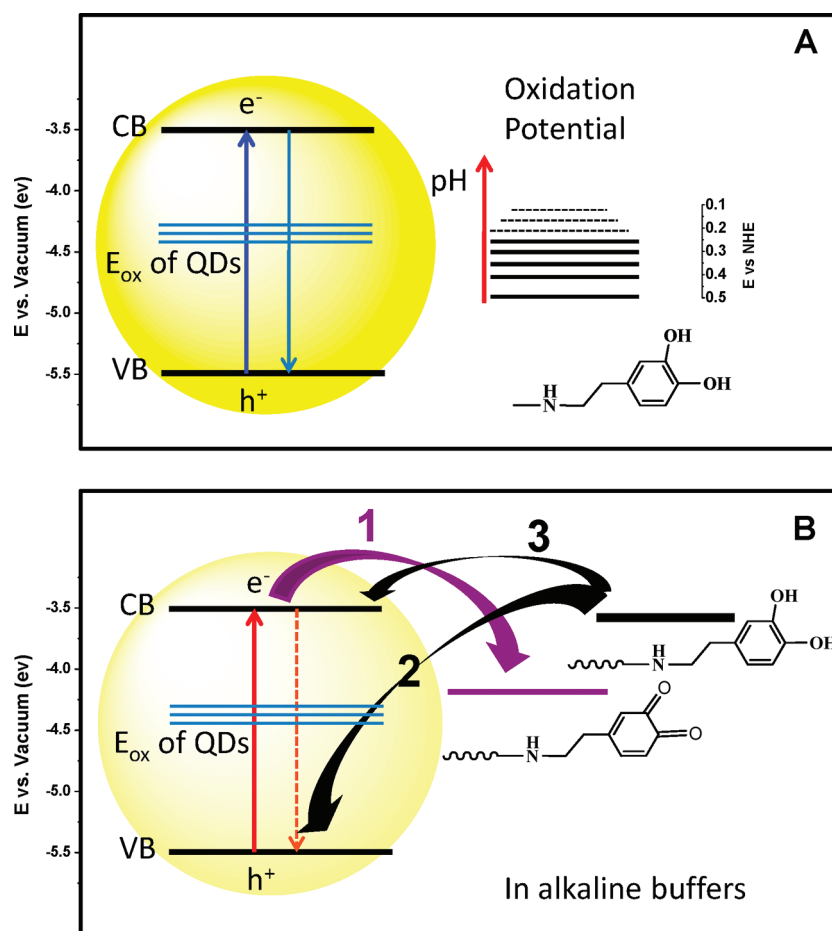 A
e⁻
CB
Oxidation
Potential
pH
E vs. Vacuum (ev)
-3.5
-4.0
-4.5
-5.0
-5.5
Eox of QDs
0.1
0.2
0.3
0.4
0.5
E vs NHE
VB
h⁺
H
N
OH
OH
B
1
3
e⁻
CB
2
E vs. Vacuum (ev)
-3.5
-4.0
-4.5
-5.0
-5.5
OH
OH
H
N
Eox of QDs
O
O
H
N
VB
h⁺
In alkaline buffers